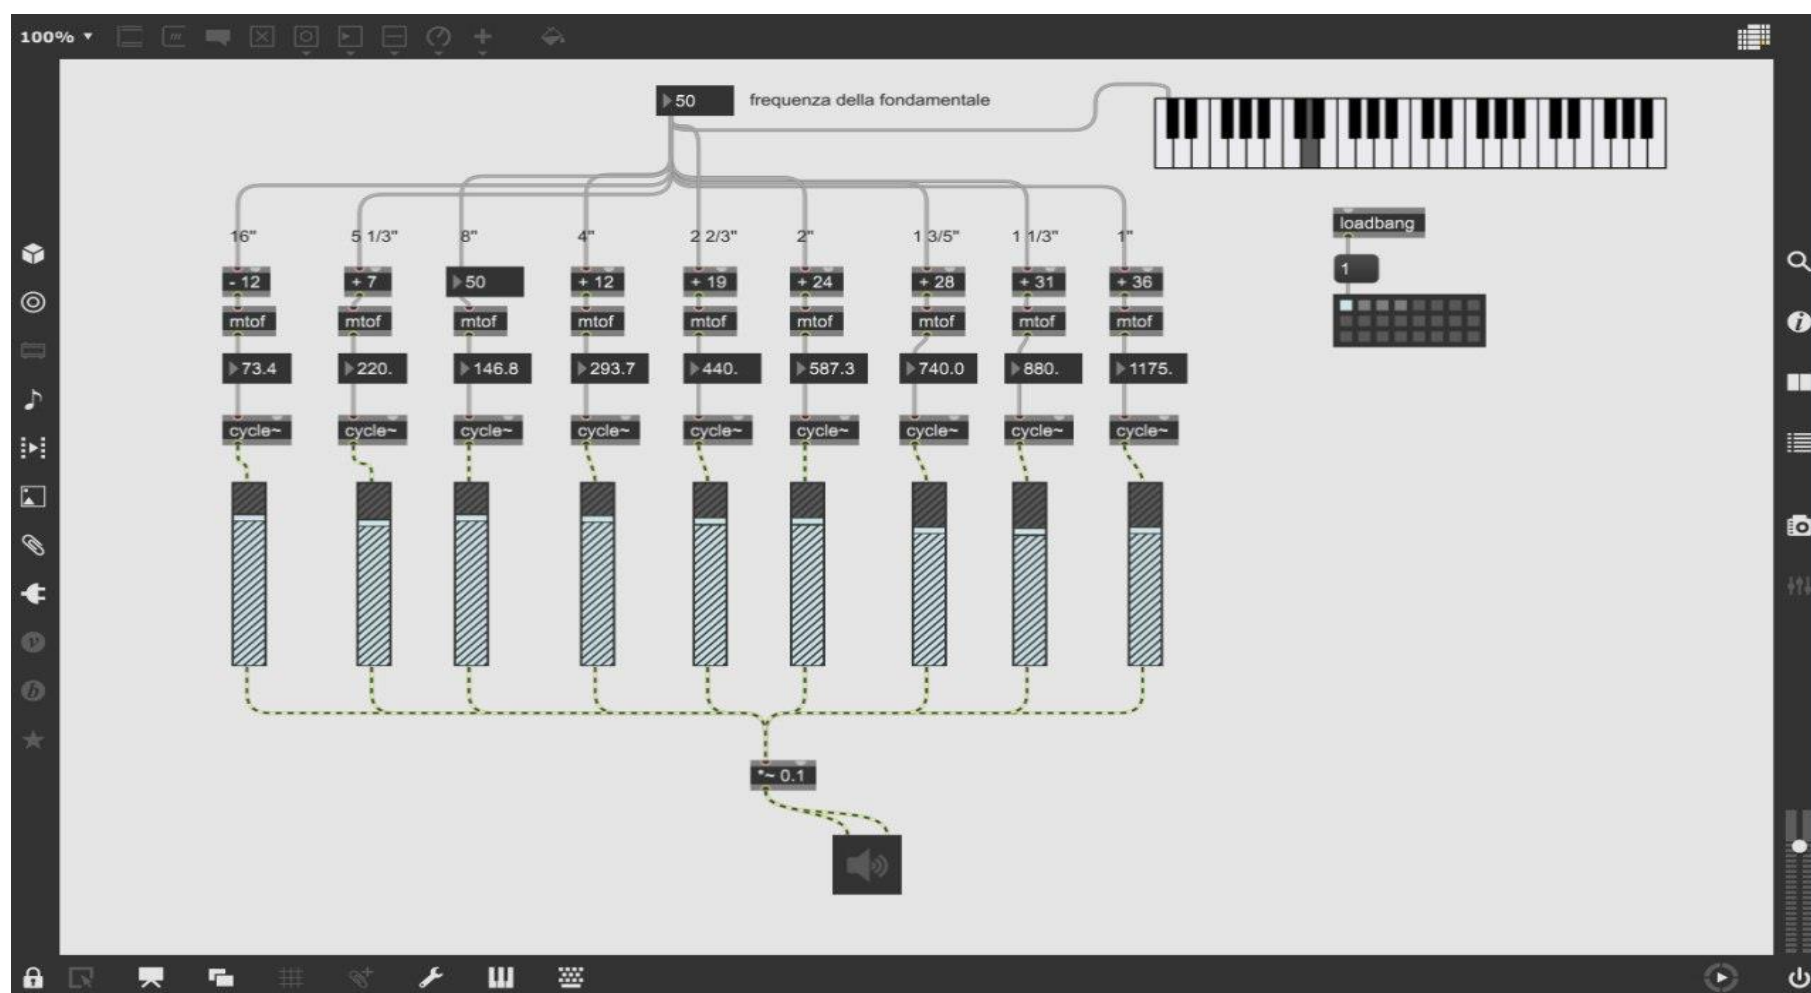 100%
50 frequenza della fondamentale
16" 5 1/3" 8" 4" 2 2/3" 2" 1 3/5" 1 1/3" 1"
loadbang
1
- 12 + 7 50 + 12 + 19 + 24 + 28 + 31 + 36
mtof mtof mtof mtof mtof mtof mtof mtof mtof
73.4 220. 146.8 293.7 440. 587.3 740.0 880. 1175.
cycle~ cycle~ cycle~ cycle~ cycle~ cycle~ cycle~ cycle~ cycle~
*~ 0.1